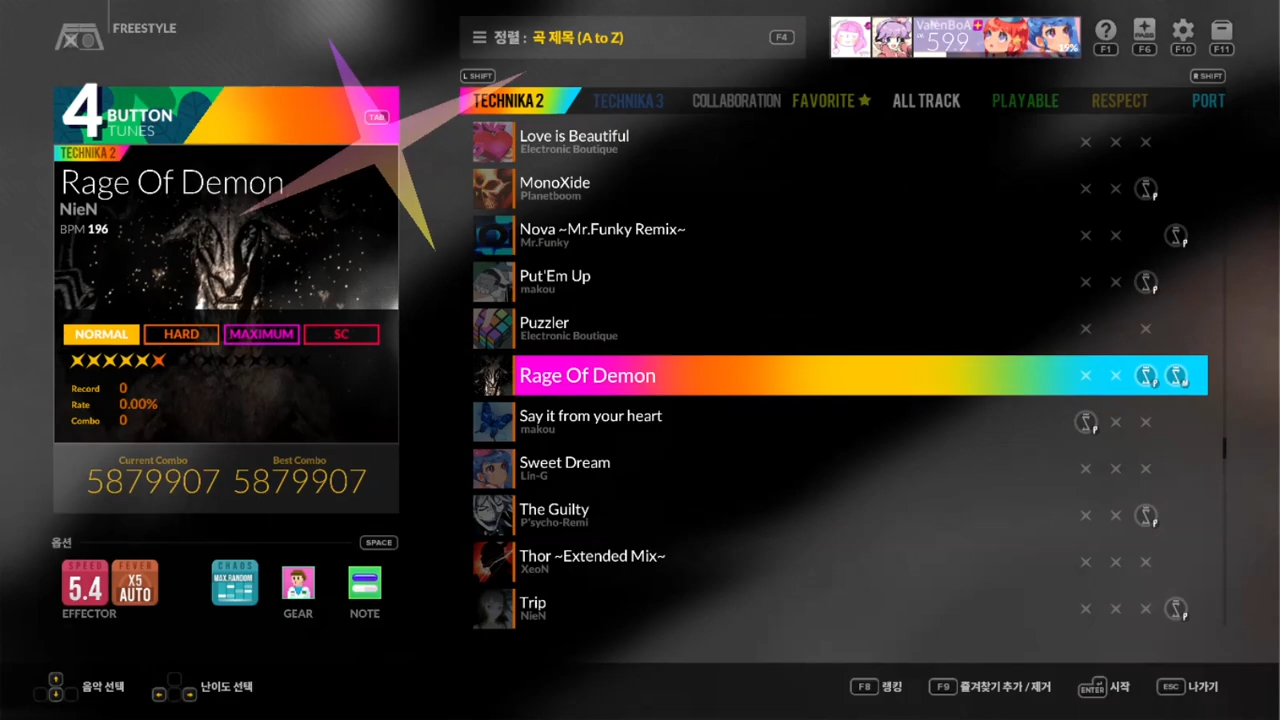 FREESTYLE
정렬 : 곡 제목 (A to Z)
F4
ValenBoA
LV. 599
19%
F1
PASS
F6
F10
F11
L SHIFT
R SHIFT
TECHNIKA 2
TECHNIKA 3
COLLABORATION
FAVORITE
ALL TRACK
PLAYABLE
RESPECT
PORT
4 BUTTON
TUNES
TAB
TECHNIKA 2
Rage Of Demon
NieN
BPM 196
NORMAL
HARD
MAXIMUM
SC
Record 0
Rate 0.00%
Combo 0
Current Combo
5879907
Best Combo
5879907
옵션
SPACE
SPEED
5.4
FEVER
X5
AUTO
EFFECTOR
CHAOS
MAX.RANDOM
GEAR
NOTE
Love is Beautiful
Electronic Boutique
MonoXide
Planetboom
Nova ~Mr.Funky Remix~
Mr.Funky
Put'Em Up
makou
Puzzler
Electronic Boutique
Rage Of Demon
Say it from your heart
makou
Sweet Dream
Lin-G
The Guilty
P'sycho-Remi
Thor ~Extended Mix~
XeoN
Trip
NieN
음악 선택
난이도 선택
F8 랭킹
F9 즐겨찾기 추가 / 제거
ENTER 시작
ESC 나가기